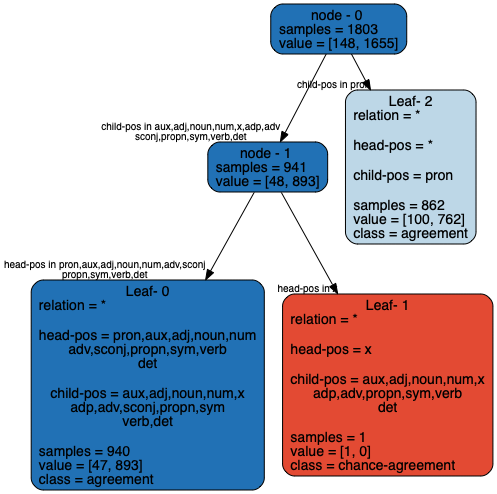 node - 0
samples = 1803
value = [148, 1655]
child-pos in pron
child-pos in aux,adj,noun,num,x,adp,adv
sconj,propn,sym,verb,det
Leaf- 2
relation = *
head-pos = *
child-pos = pron
samples = 862
value = [100, 762]
class = agreement
node - 1
samples = 941
value = [48, 893]
head-pos in pron,aux,adj,noun,num,adv,sconj
propn,sym,verb,det
head-pos in
Leaf- 0
relation = *
head-pos = pron,aux,adj,noun,num
adv,sconj,propn,sym,verb
det
child-pos = aux,adj,noun,num,x
adp,adv,sconj,propn,sym
verb,det
samples = 940
value = [47, 893]
class = agreement
Leaf- 1
relation = *
head-pos = x
child-pos = aux,adj,noun,num,x
adp,adv,propn,sym,verb
det
samples = 1
value = [1, 0]
class = chance-agreement